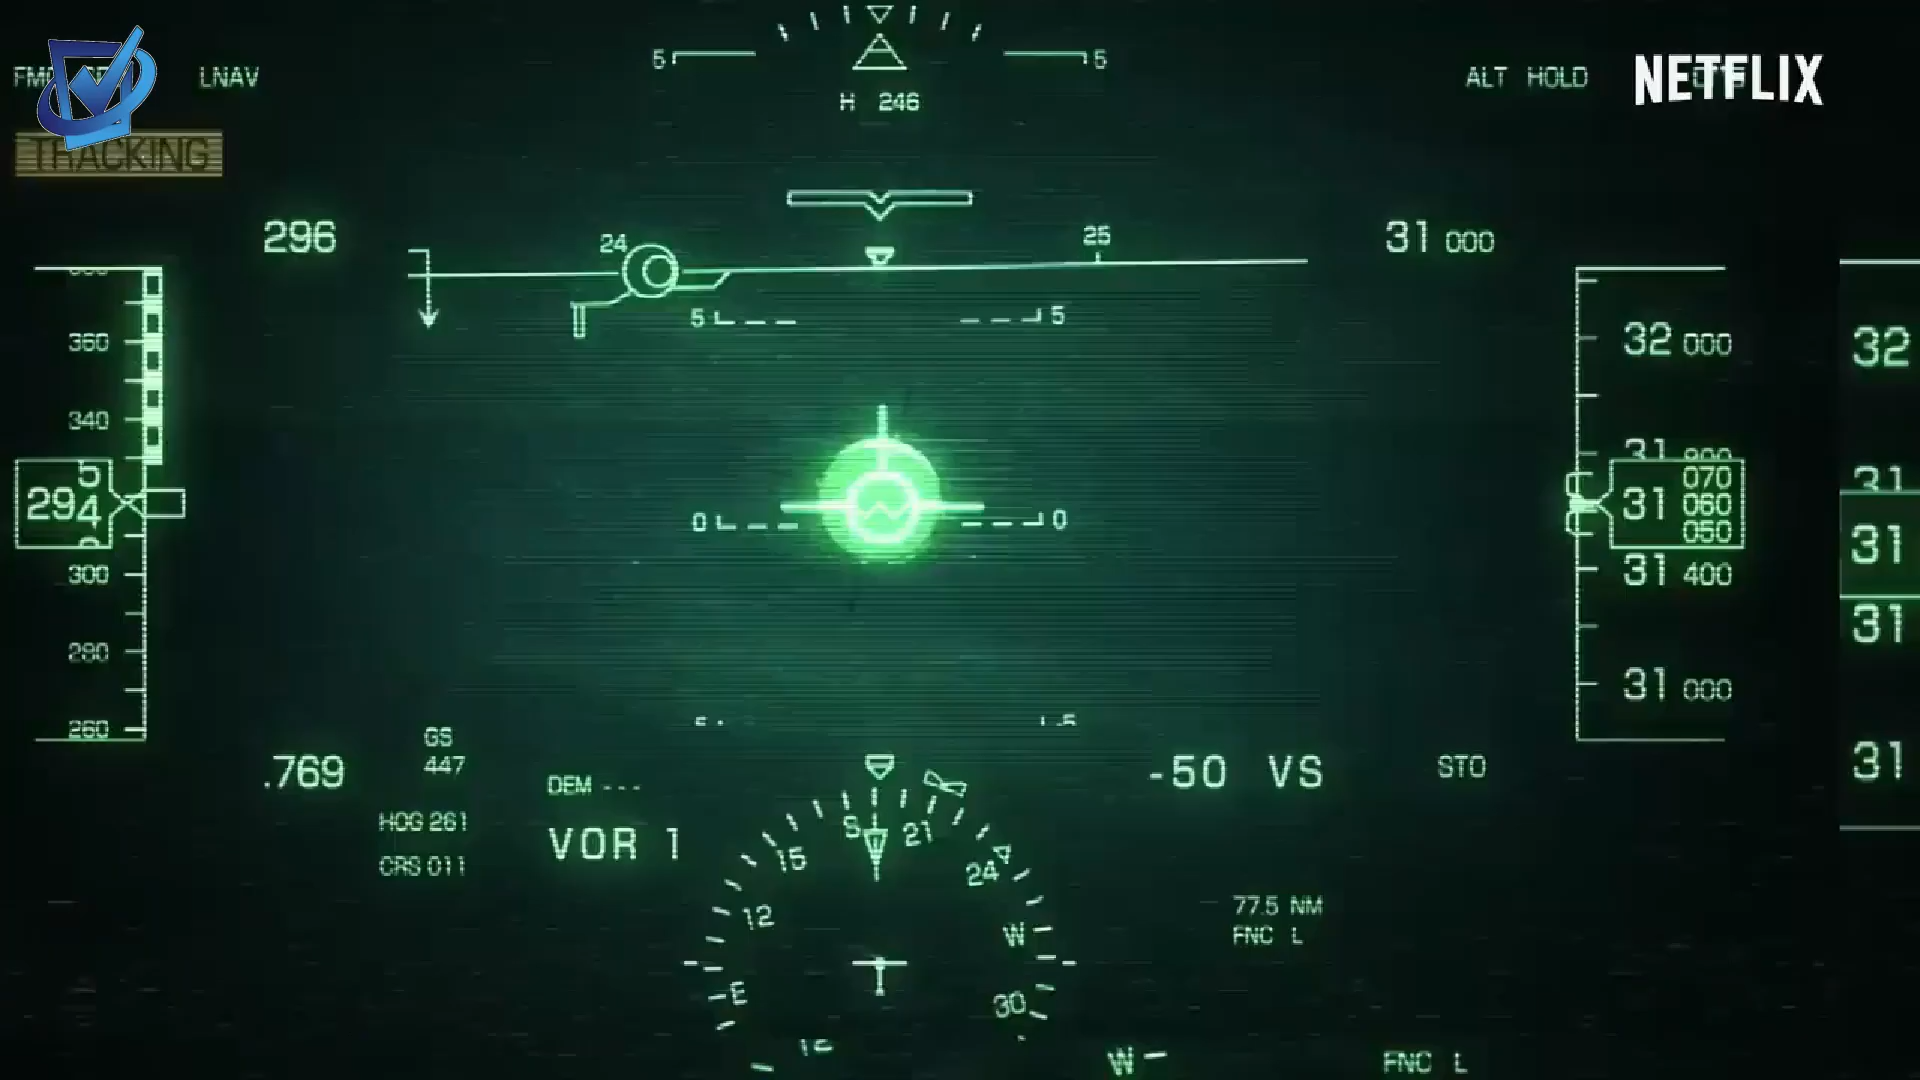 5 5
LNAV
ALT HOLD
NETFLIX
H 246
TRACKING
296
24
25
31 000
5 5
360
340
294
5
300
280
260
0 0
32 000
31 070
060
050
31 400
31 000
32
31
31
31
31
.769
GS
447
DEM ---
-50 VS
STO
HDG 261
VOR 1
CRS 011
S 21
15 24
12 W
E 30
12
77.5 NM
FNC L
W
FNC L